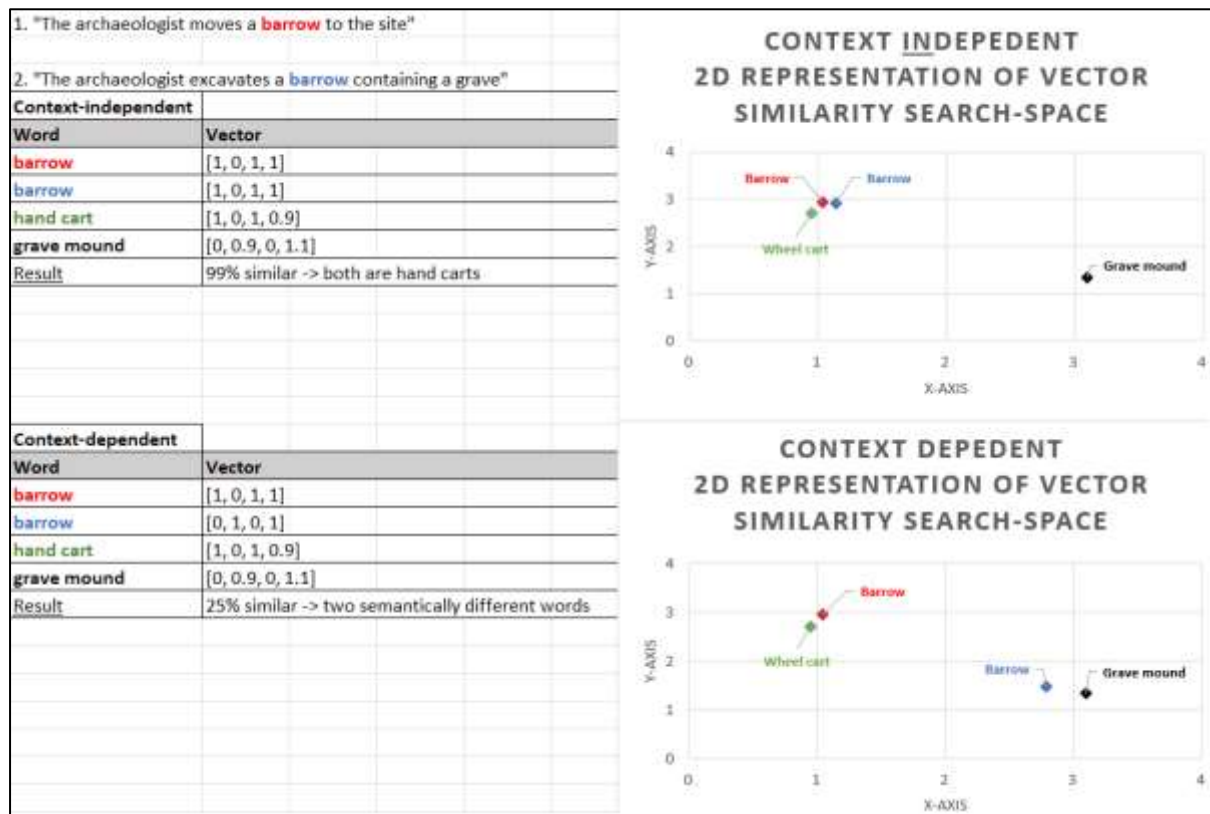 1. "The archaeologist moves a barrow to the site"
2. "The archaeologist excavates a barrow containing a grave"
Context-independent
Word Vector
barrow [1, 0, 1, 1]
barrow [1, 0, 1, 1]
hand cart [1, 0, 1, 0.9]
grave mound [0, 0.9, 0, 1.1]
Result 99% similar -> both are hand carts
Context-dependent
Word Vector
barrow [1, 0, 1, 1]
barrow [0, 1, 0, 1]
hand cart [1, 0, 1, 0.9]
grave mound [0, 0.9, 0, 1.1]
Result 25% similar -> two semantically different words
CONTEXT INDEPEDENT
2D REPRESENTATION OF VECTOR
SIMILARITY SEARCH-SPACE
4
3
2
1
0
Y-AXIS
Barrow Barrow
Wheel cart
Grave mound
0 1 2 3 4
X-AXIS
CONTEXT DEPEDENT
2D REPRESENTATION OF VECTOR
SIMILARITY SEARCH-SPACE
4
3
2
1
0
Y-AXIS
Barrow
Wheel cart
Barrow Grave mound
0 1 2 3 4
X-AXIS